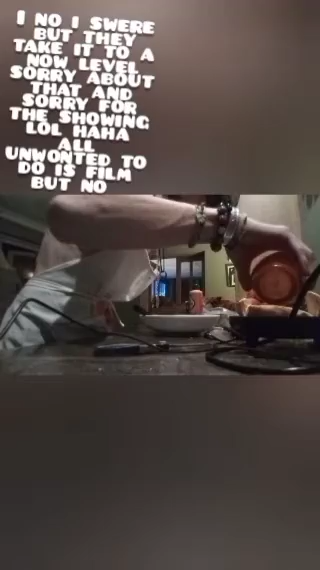 I NO I SWERE
BUT THEY
TAKE IT TO A
NOW LEVEL
SORRY ABOUT
THAT AND
SORRY FOR
THE SHOWING
LOL HAHA
ALL
UNWONTED TO
DO IS FILM
BUT NO